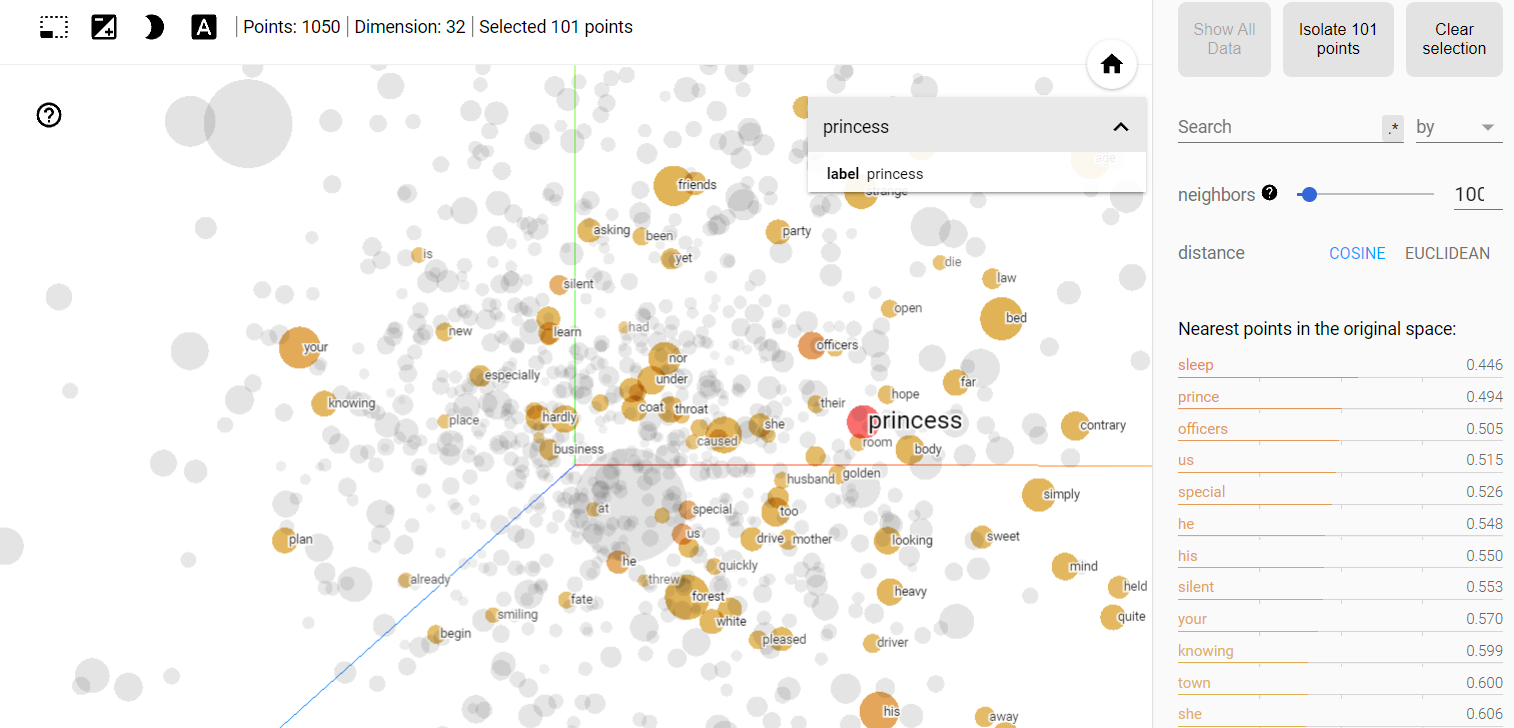 Points: 1050 | Dimension: 32 | Selected 101 points
Show All Data
Isolate 101 points
Clear selection
princess
label princess
Search
.*
by
neighbors
100
distance
COSINE
EUCLIDEAN
Nearest points in the original space:
sleep 0.446
prince 0.494
officers 0.505
us 0.515
special 0.526
he 0.548
his 0.550
silent 0.553
your 0.570
knowing 0.599
town 0.600
she 0.606
age
friends
strange
asking
been
party
yet
is
die
law
silent
open
bed
new
learn
had
officers
your
nor
especially
under
far
hope
knowing
their
coat
throat
place
hardly
princess
she
contrary
caused
room
body
business
husband
golden
simply
at
special
too
us
plan
drive
mother
looking
sweet
he
quickly
mind
already
threw
held
fate
forest
heavy
smiling
white
quite
begin
pleased
driver
his
away